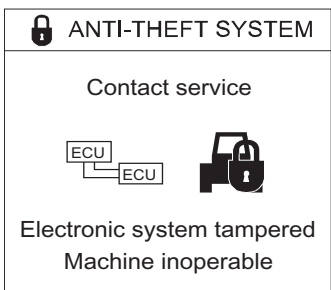 ANTI-THEFT SYSTEM
Contact service
ECU
ECU
Electronic system tampered
Machine inoperable